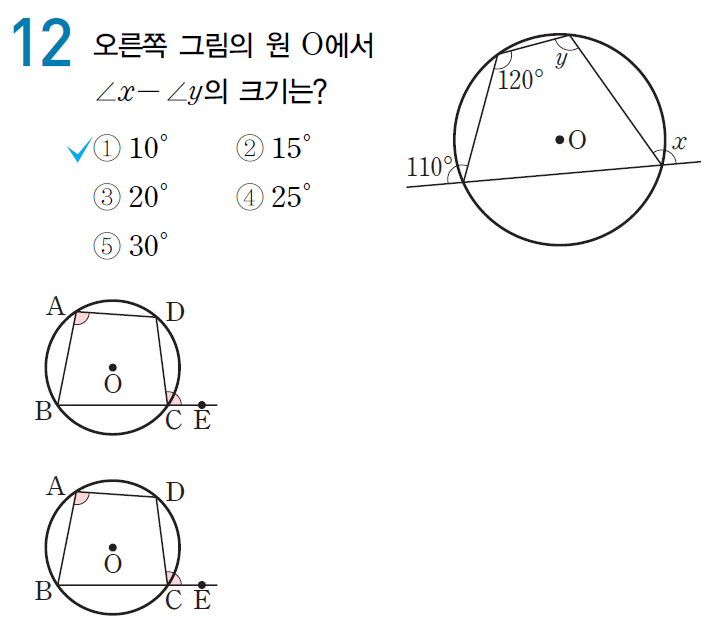 12 오른쪽 그림의 원 O에서
∠x－∠y의 크기는?
① 10° ② 15°
③ 20° ④ 25°
⑤ 30°
120° y
O x
110°
A D
O
B C E
A D
O
B C E